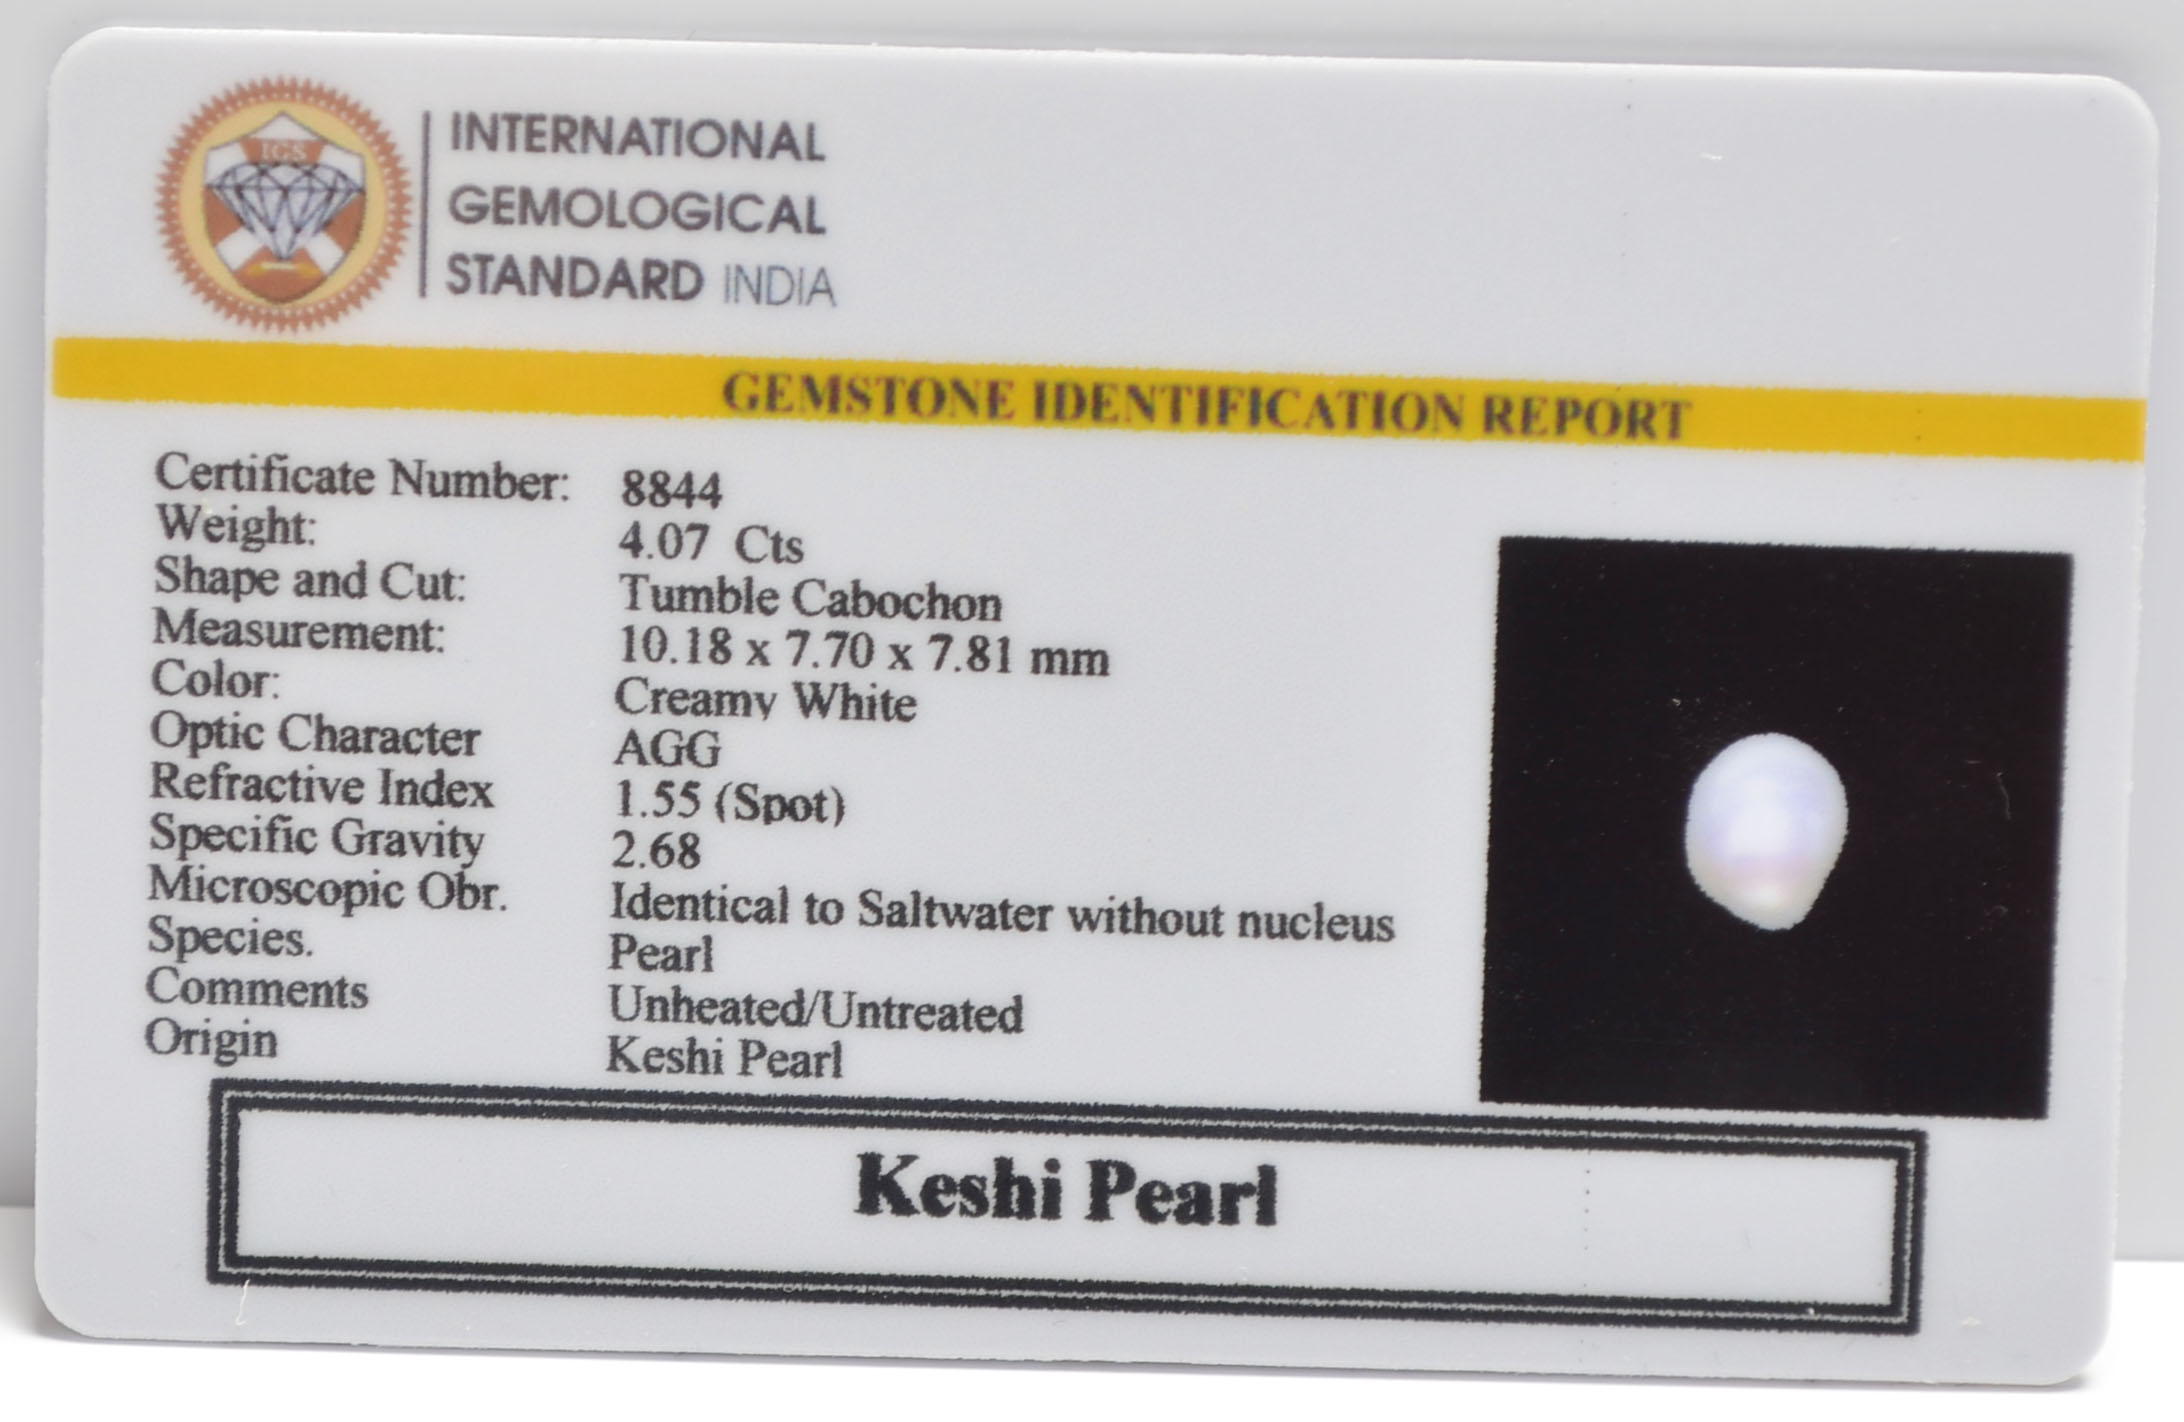 IGS
INTERNATIONAL
GEMOLOGICAL
STANDARD INDIA
GEMSTONE IDENTIFICATION REPORT
Certificate Number: 8844
Weight: 4.07 Cts
Shape and Cut: Tumble Cabochon
Measurement: 10.18 x 7.70 x 7.81 mm
Color: Creamy White
Optic Character AGG
Refractive Index 1.55 (Spot)
Specific Gravity 2.68
Microscopic Obr. Identical to Saltwater without nucleus
Species. Pearl
Comments Unheated/Untreated
Origin Keshi Pearl
Keshi Pearl